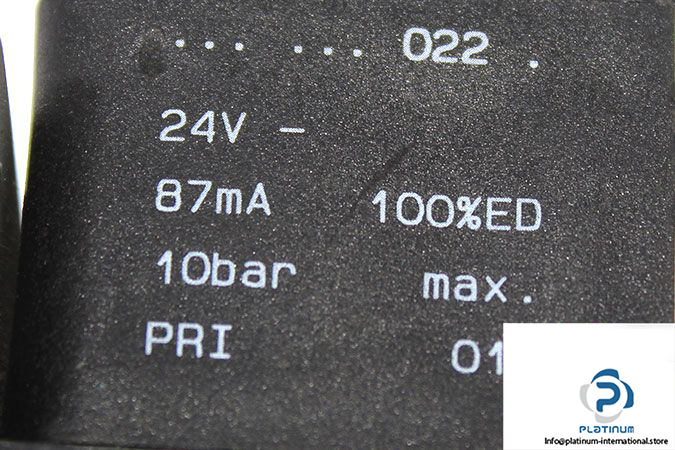 ... ... 022 .
24V –
87mA 100%ED
10bar max.
PRI 01
PLATINUM
Info@platinum-international.store